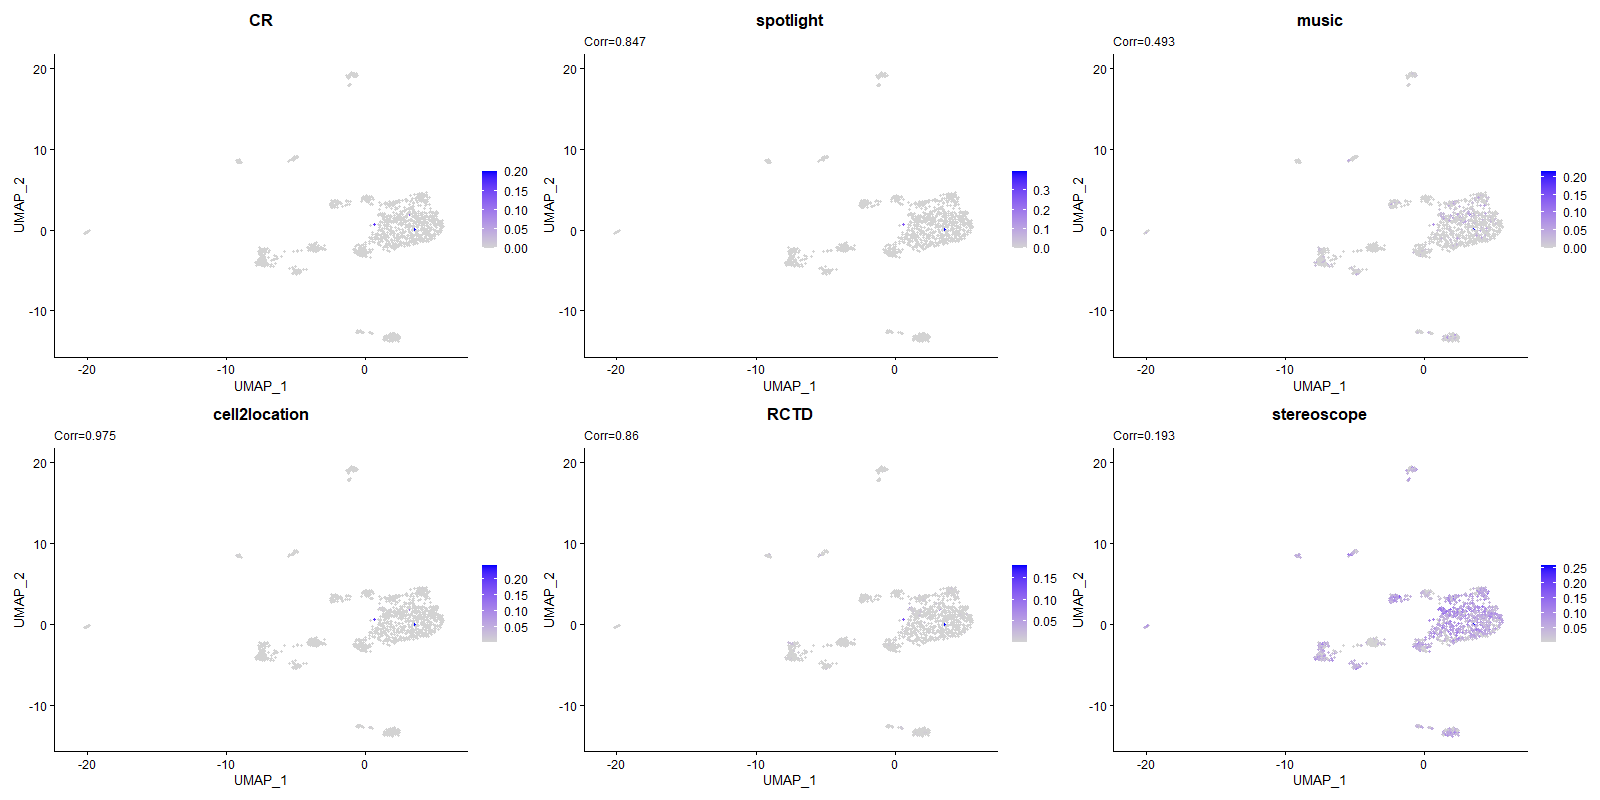 CR
20
10
0
-10
UMAP_2
-20
-10
0
UMAP_1
0.20
0.15
0.10
0.05
0.00
spotlight
Corr=0.847
20
10
0
-10
UMAP_2
-20
-10
0
UMAP_1
0.3
0.2
0.1
0.0
music
Corr=0.493
20
10
0
-10
UMAP_2
-20
-10
0
UMAP_1
0.20
0.15
0.10
0.05
0.00
cell2location
Corr=0.975
20
10
0
-10
UMAP_2
-20
-10
0
UMAP_1
0.20
0.15
0.10
0.05
RCTD
Corr=0.86
20
10
0
-10
UMAP_2
-20
-10
0
UMAP_1
0.15
0.10
0.05
stereoscope
Corr=0.193
20
10
0
-10
UMAP_2
-20
-10
0
UMAP_1
0.25
0.20
0.15
0.10
0.05